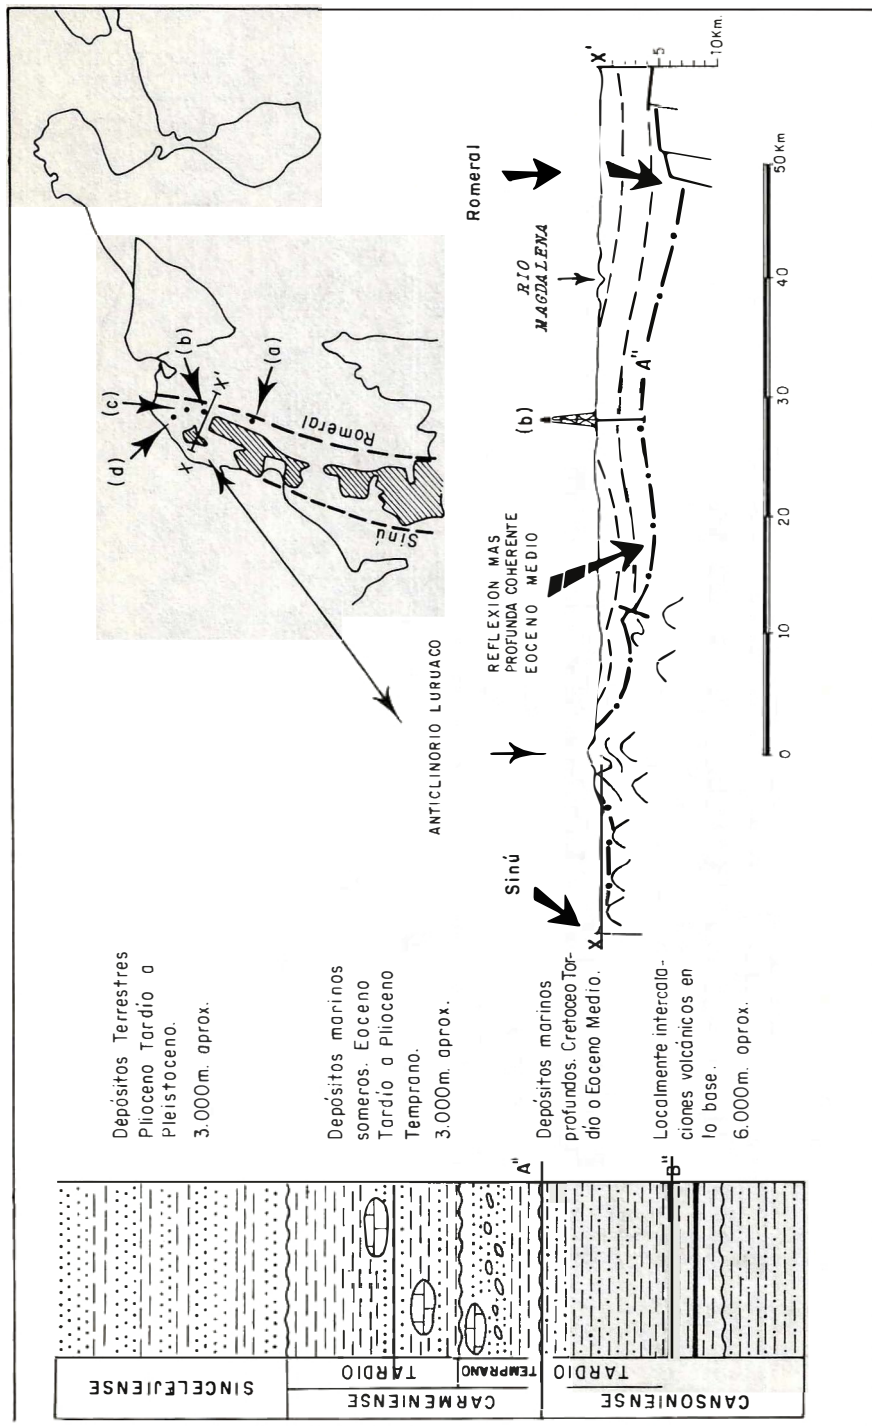 SINCELEJIENSE
CARMENIENSE
TARDIO
TEMPRANO
CANSONIENSE
TARDIO
A"
B"
Depósitos Terrestres
Plioceno Tardío a
Pleistoceno.
3.000m. aprox.
Depósitos marinos
someros. Eoceno
Tardío a Plioceno
Temprano.
3.000m. aprox.
Depósitos marinos
profundos. Cretaceo Tar-
dío a Eoceno Medio.
Localmente intercala-
ciones volcánicos en
la base.
6.000m. aprox.
(d)
(c)
(b)
(a)
X
X'
Romeral
Sinú
ANTICLINORIO LURUACO
Sinú
REFLEXION MAS
PROFUNDA COHERENTE
EOCENO MEDIO
(b)
RIO
MAGDALENA
Romeral
X
X'
A"
5
10Km.
0
10
20
30
40
50Km